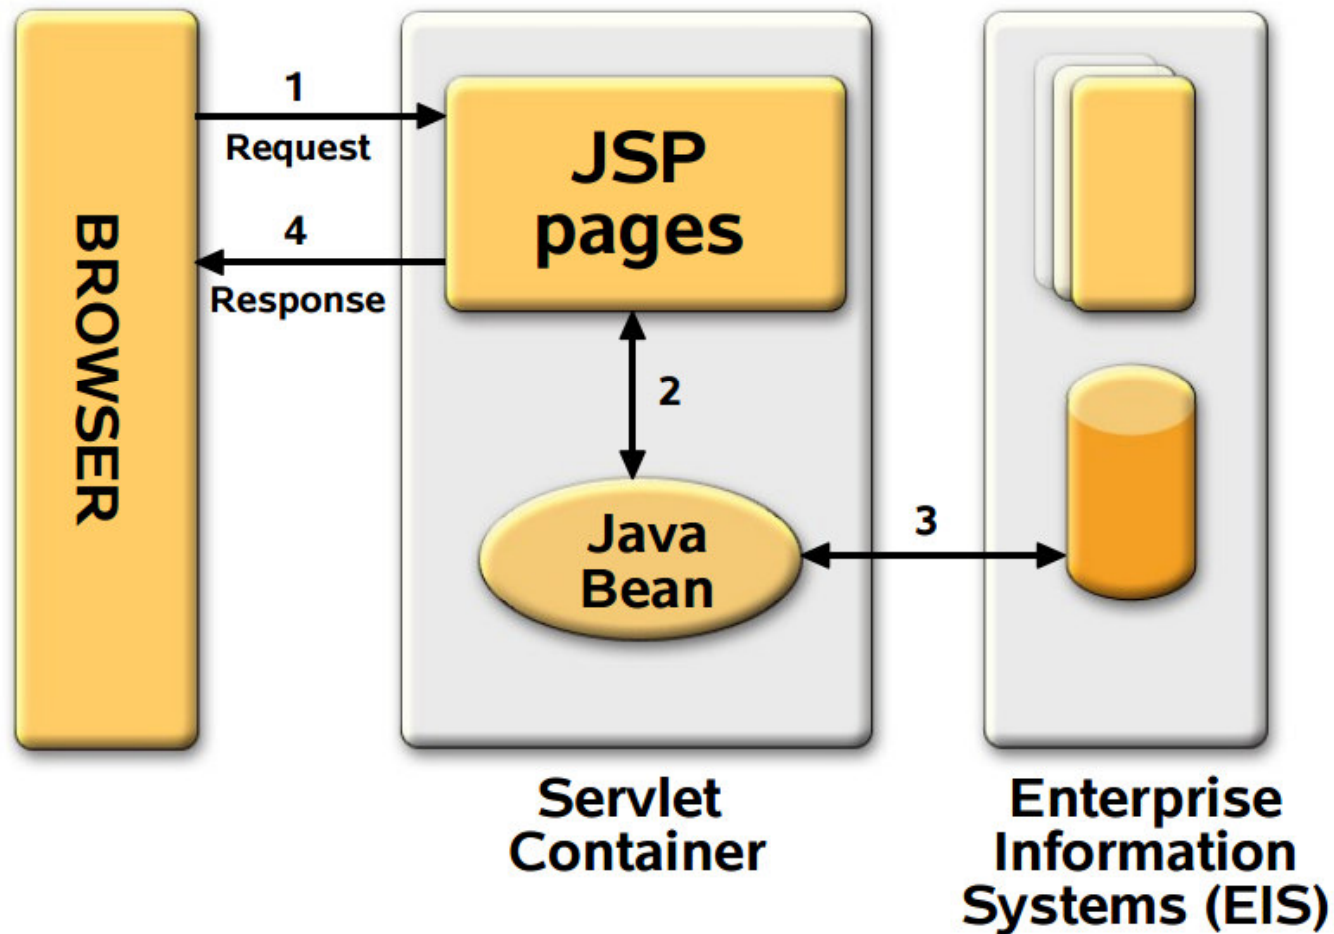 BROWSER
1
Request
4
Response
JSP
pages
2
Java
Bean
3
Servlet
Container
Enterprise
Information
Systems (EIS)